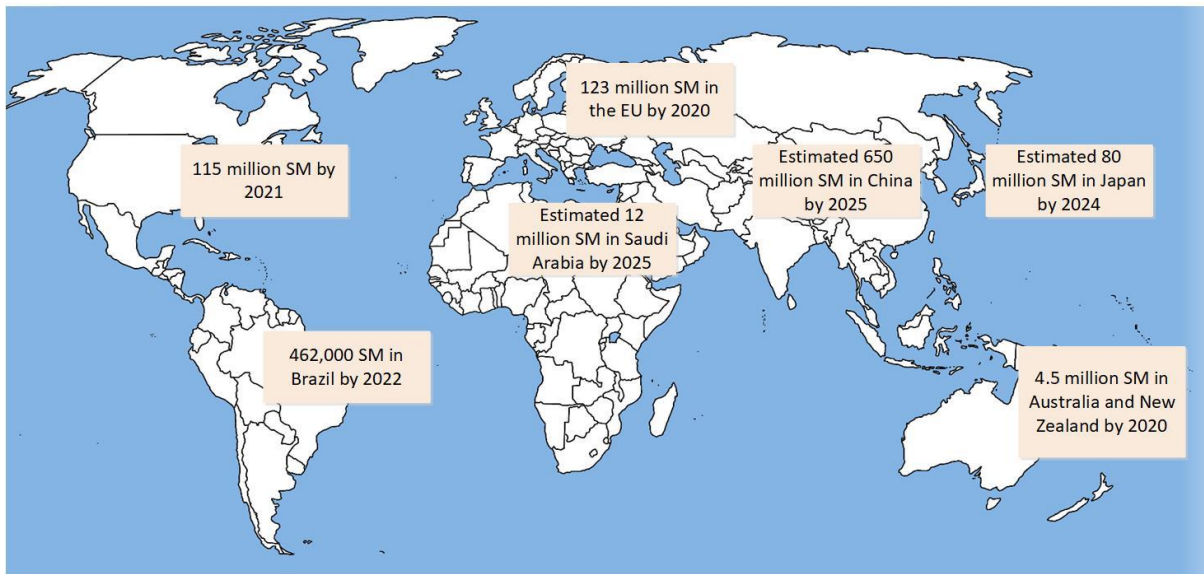 123 million SM in
the EU by 2020
115 million SM by
2021
Estimated 650
million SM in China
by 2025
Estimated 80
million SM in Japan
by 2024
Estimated 12
million SM in Saudi
Arabia by 2025
462,000 SM in
Brazil by 2022
4.5 million SM in
Australia and New
Zealand by 2020